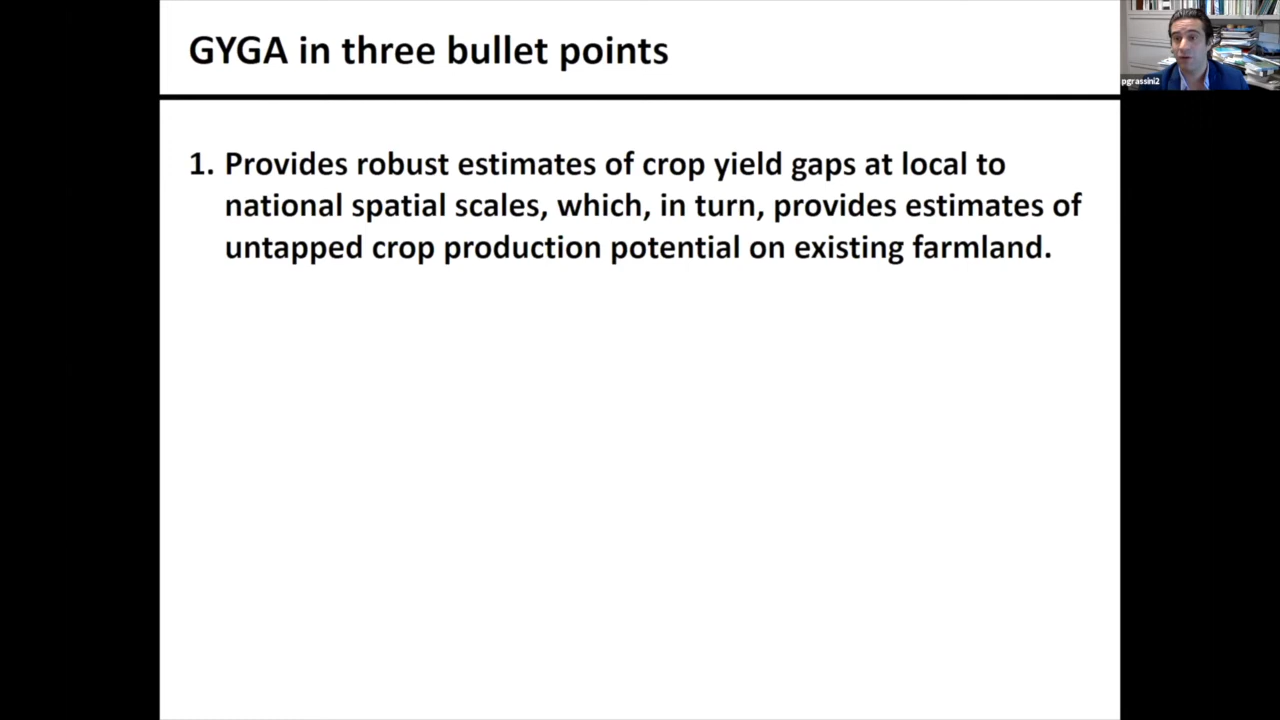 GYGA in three bullet points
pgrassini2
1. Provides robust estimates of crop yield gaps at local to
national spatial scales, which, in turn, provides estimates of
untapped crop production potential on existing farmland.